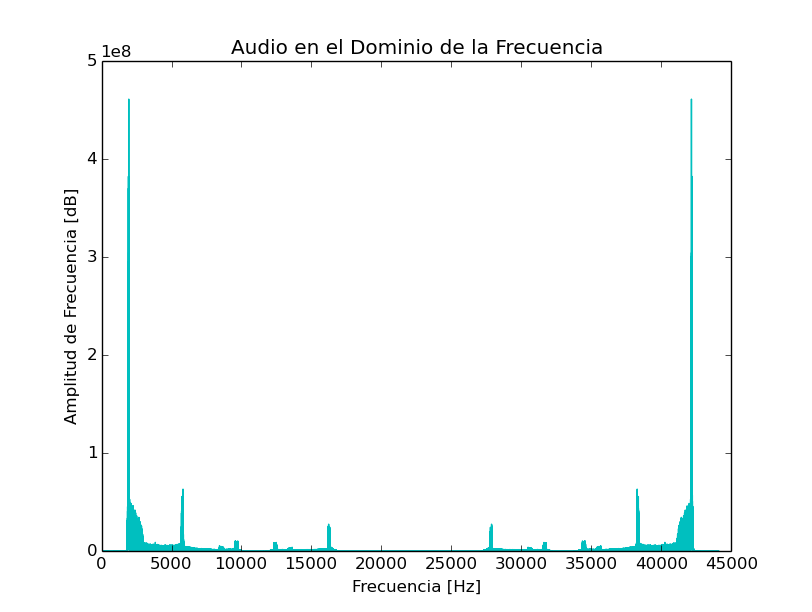 Audio en el Dominio de la Frecuencia
1e8
5
4
3
2
1
0
Amplitud de Frecuencia [dB]
0 5000 10000 15000 20000 25000 30000 35000 40000 45000
Frecuencia [Hz]